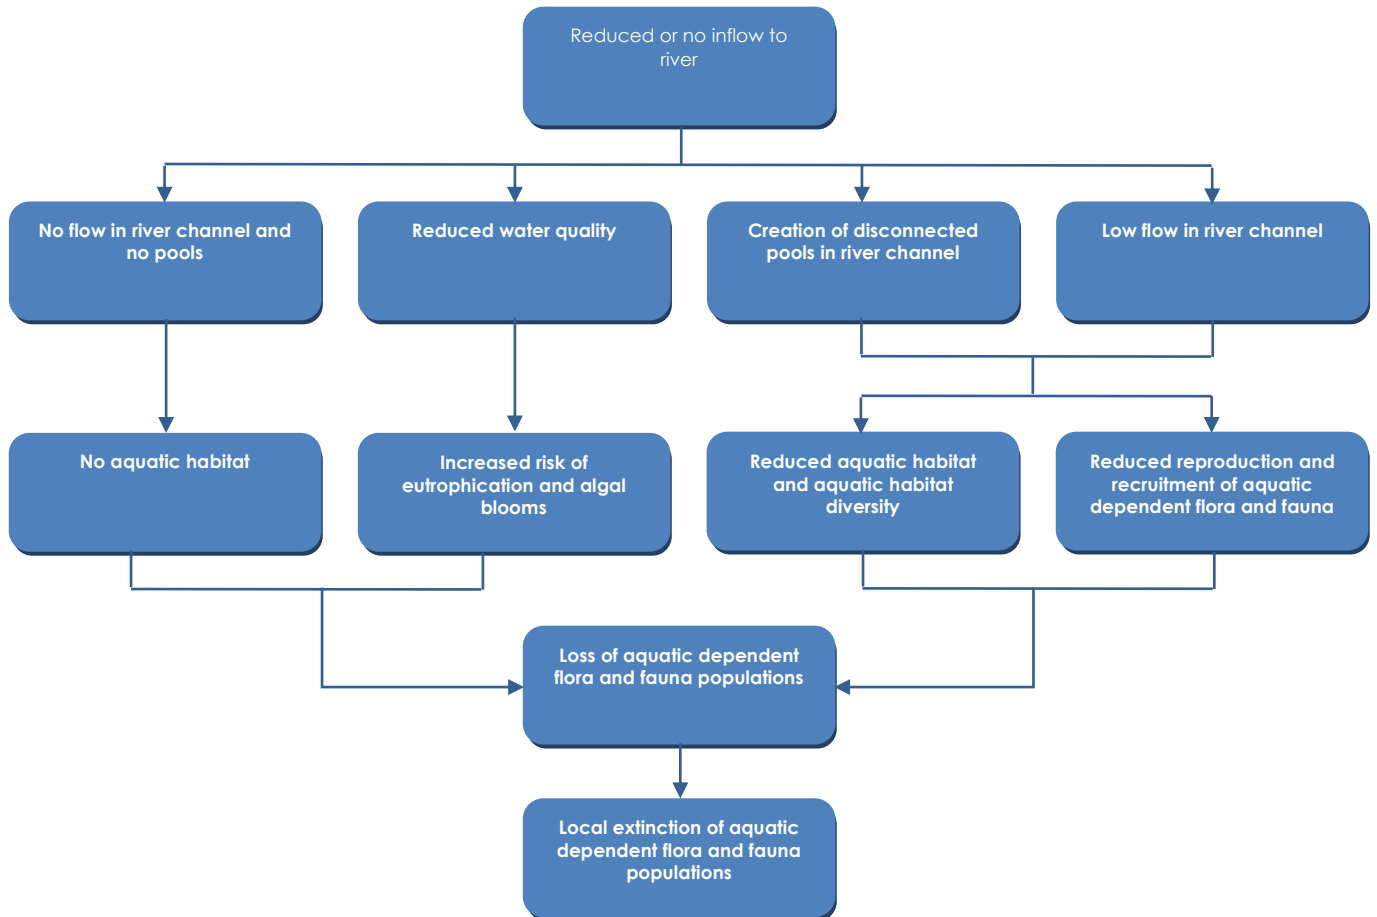 Reduced or no inflow to
river
No flow in river channel and
no pools
Reduced water quality
Creation of disconnected
pools in river channel
Low flow in river channel
No aquatic habitat
Increased risk of
eutrophication and algal
blooms
Reduced aquatic habitat
and aquatic habitat
diversity
Reduced reproduction and
recruitment of aquatic
dependent flora and fauna
Loss of aquatic dependent
flora and fauna populations
Local extinction of aquatic
dependent flora and fauna
populations